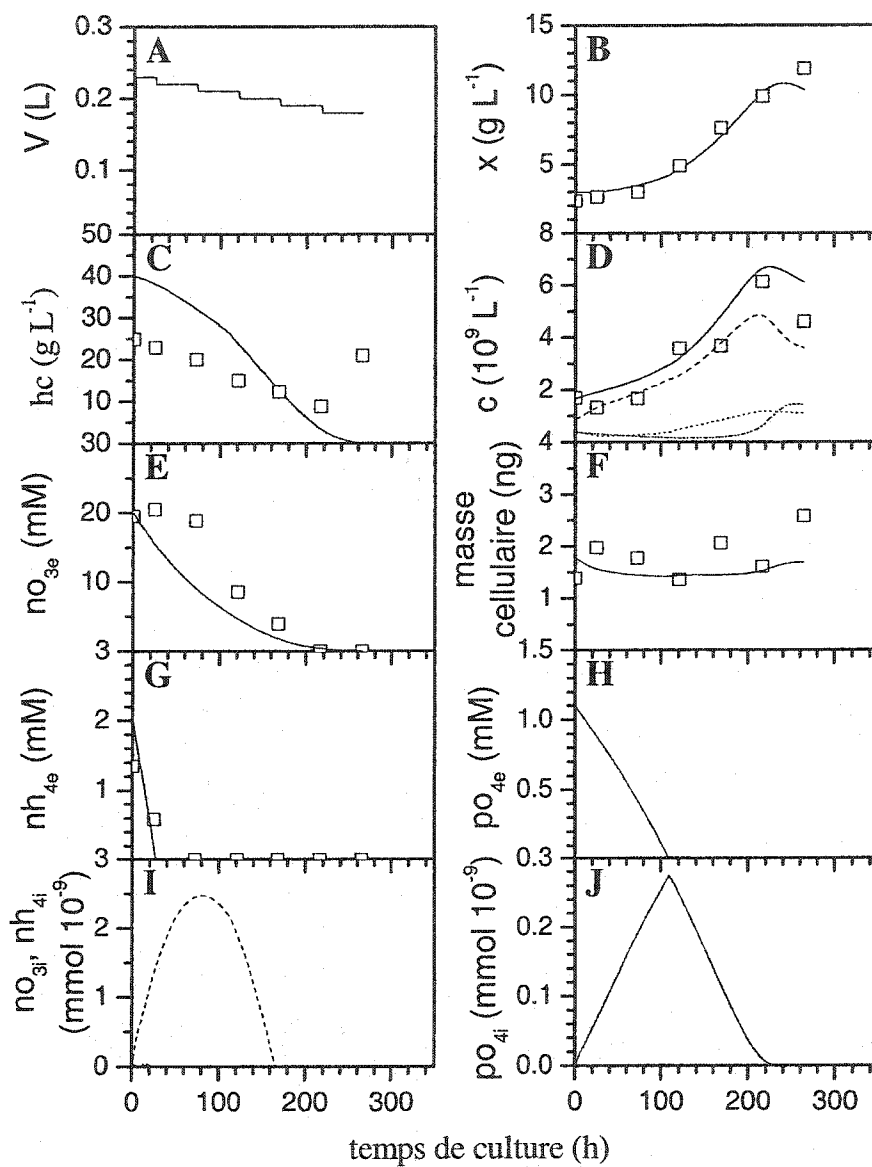 0.3
A
0.2
V (L)
0.1
50
15
B
10
x (g L-1)
5
8
C
40
30
hc (g L-1)
20
10
30
D
6
4
c (10^9 L-1)
2
4
E
20
no3e (mM)
10
3
F
3
2
masse
cellulaire (ng)
1
1.5
G
2
nh4e (mM)
1
3
H
1.0
po4e (mM)
0.5
0.3
I
2
no3i, nh4i
(mmol 10^-9)
1
0
0 100 200 300
J
0.2
po4i (mmol 10^-9)
0.1
0.0
0 100 200 300
temps de culture (h)